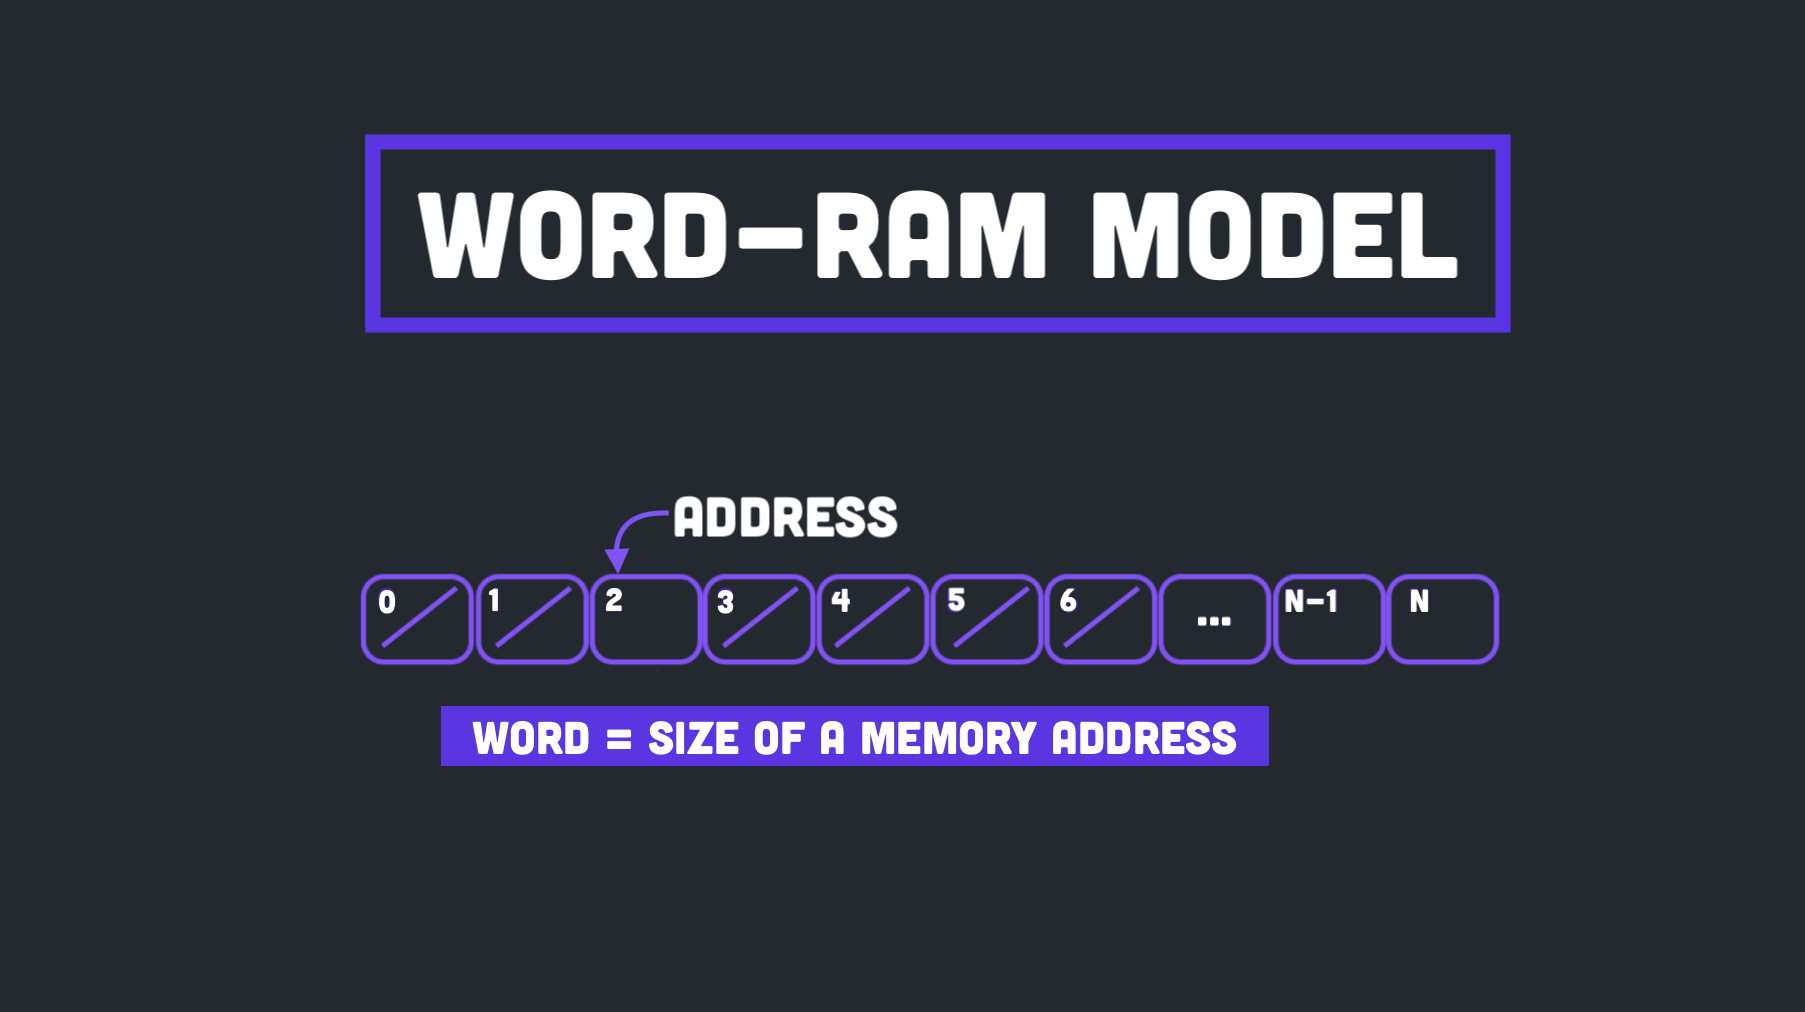 WORD-RAM MODEL
ADDRESS
0 1 2 3 4 5 6 ... N-1 N
WORD = SIZE OF A MEMORY ADDRESS